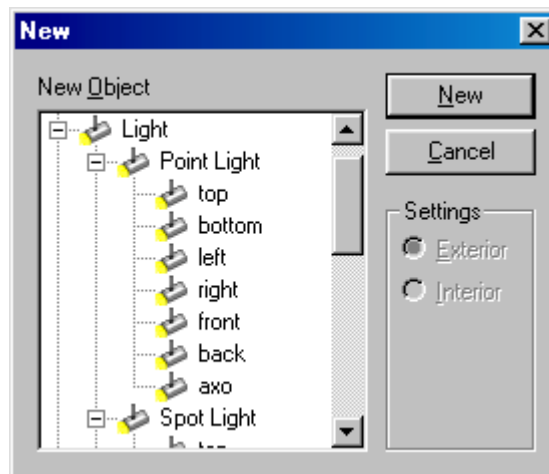 New
New Object
Light
Point Light
top
bottom
left
right
front
back
axo
Spot Light
New
Cancel
Settings
Exterior
Interior